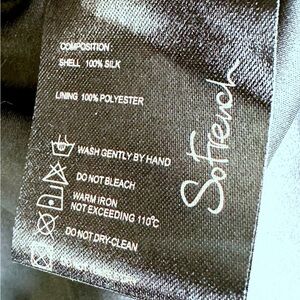 COMPOSITION :
SHELL 100% SILK
LINING 100% POLYESTER
WASH GENTLY BY HAND
DO NOT BLEACH
WARM IRON
NOT EXCEEDING 110°C
DO NOT DRY-CLEAN
SoFrench